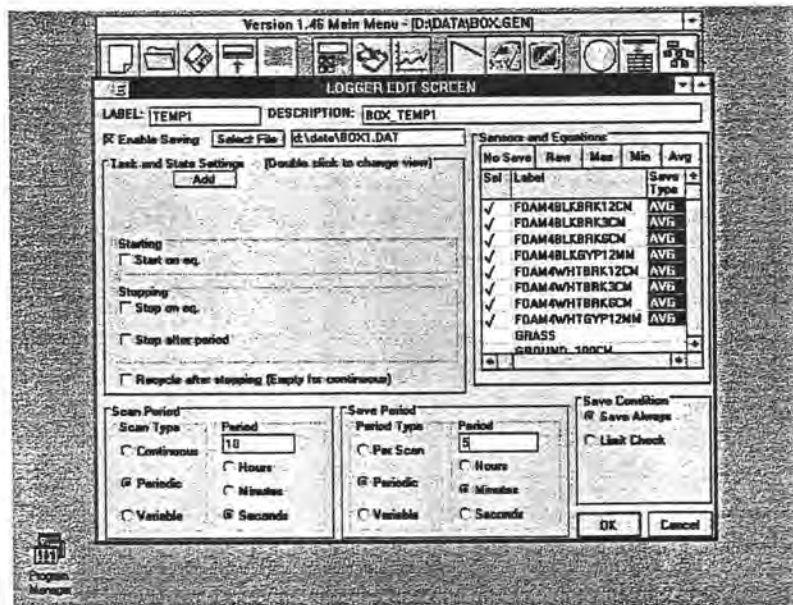 Version 1.46 Main Menu - [D:\DATA\BOX.GEN]
LOGGER EDIT SCREEN
LABEL: TEMP1 DESCRIPTION: BOX_TEMP1
Enable Saving Select File d:\data\BOX1.DAT
Task and Stats Settings (Double click to change view)
Add
Starting
Start on eq.
Stopping
Stop on eq.
Stop after period
Recycle after stopping (Empty for continuous)
Sensors and Equations
No Save Raw Max Min Avg
Sel Label Save Type
FOAM4BLKBRK12CM AVG
FOAM4BLKBRK3CM AVG
FOAM4BLKBRK6CM AVG
FOAM4BLKGYP12MM AVG
FOAM4WHTBRK12CM AVG
FOAM4WHTBRK3CM AVG
FOAM4WHTBRK6CM AVG
FOAM4WHTGYP12MM AVG
GRASS
GROUND_100CM
Scan Period
Scan Type Period
10
Continuous Hours
Periodic Minutes
Variable Seconds
Save Period
Period Type Period
5
Per Scan Hours
Periodic Minutes
Variable Seconds
Save Condition
Save Always
Limit Check
OK Cancel
Program
Manager